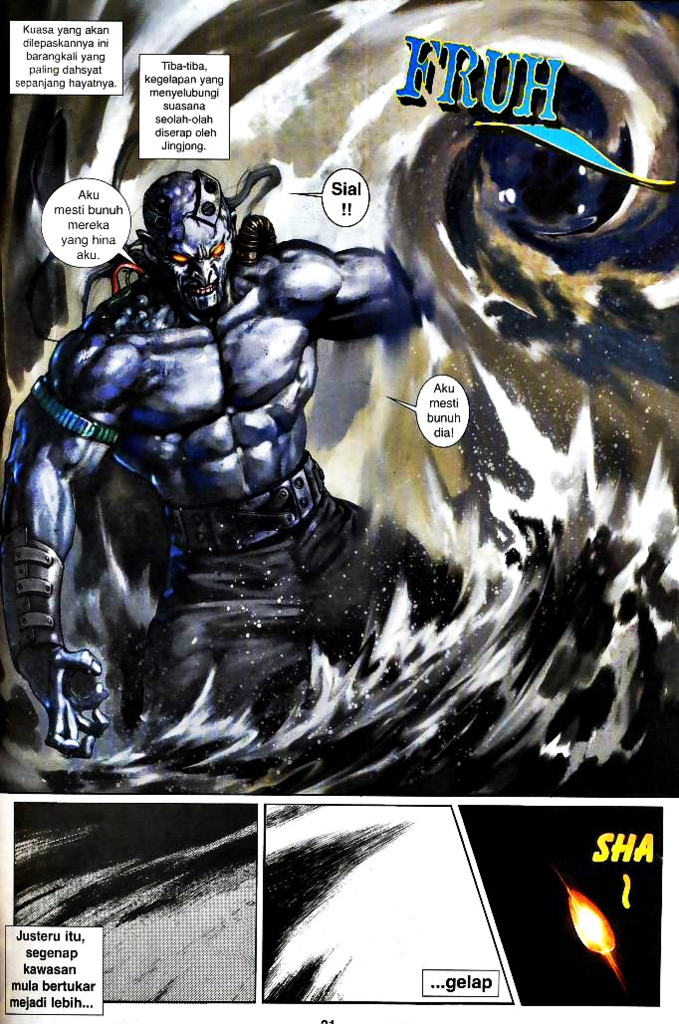 Kuasa yang akan
dilepaskannya ini
barangkali yang
paling dahsyat
sepanjang hayatnya.
Tiba-tiba,
kegelapan yang
menyelubungi
suasana
seolah-olah
diserap oleh
Jingjong.
FRUH
Sial
!!
Aku
mesti bunuh
mereka
yang hina
aku.
Aku
mesti
bunuh
dia!
SHA
Justeru itu,
segenap
kawasan
mula bertukar
mejadi lebih...
...gelap
21